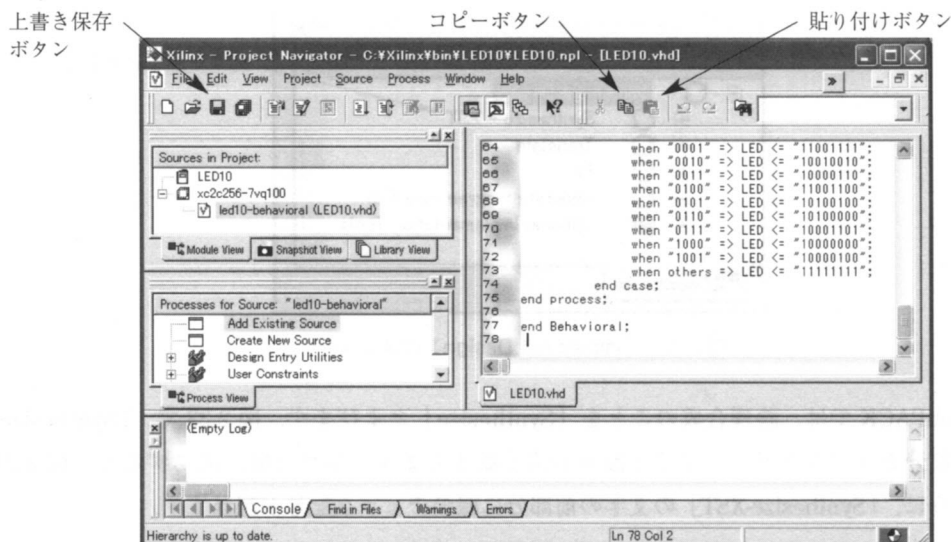 上書き保存
ボタン
コピーボタン
貼り付けボタン
Xilinx - Project Navigator - C:¥Xilinx¥bin¥LED10¥LED10.npl - [LED10.vhd]
File Edit View Project Source Process Window Help
Sources in Project:
LED10
xc2c256-7vq100
led10-behavioral (LED10.vhd)
Module View Snapshot View Library View
Processes for Source: "led10-behavioral"
Add Existing Source
Create New Source
Design Entry Utilities
User Constraints
Process View
64 when "0001" => LED <= "11001111";
65 when "0010" => LED <= "10010010";
66 when "0011" => LED <= "10000110";
67 when "0100" => LED <= "11001100";
68 when "0101" => LED <= "10100100";
69 when "0110" => LED <= "10100000";
70 when "0111" => LED <= "10001101";
71 when "1000" => LED <= "10000000";
72 when "1001" => LED <= "10000100";
73 when others => LED <= "11111111";
74 end case;
75 end process;
76
77 end Behavioral;
78
LED10.vhd
(Empty Log)
Console Find in Files Warnings Errors
Hierarchy is up to date.
Ln 78 Col 2